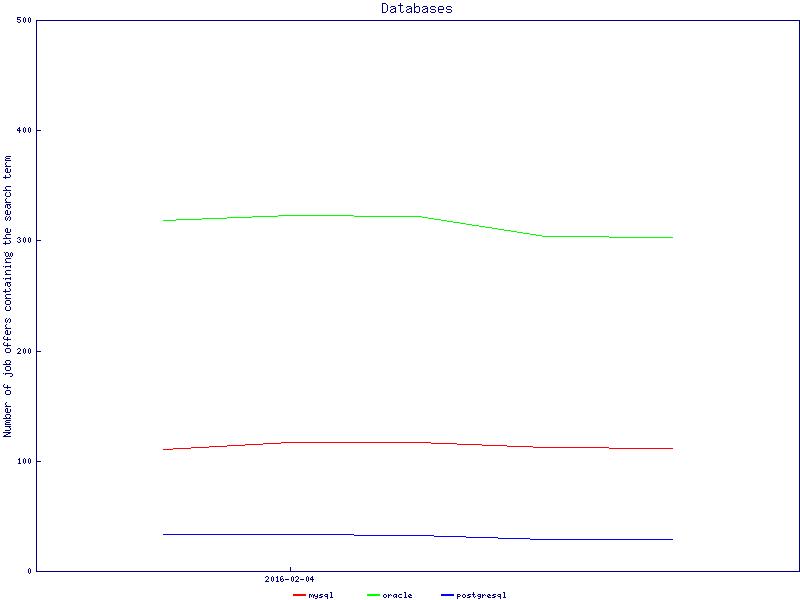 Databases
500
400
300
200
100
0
Number of job offers containing the search term
2016-02-04
mysql oracle postgresql